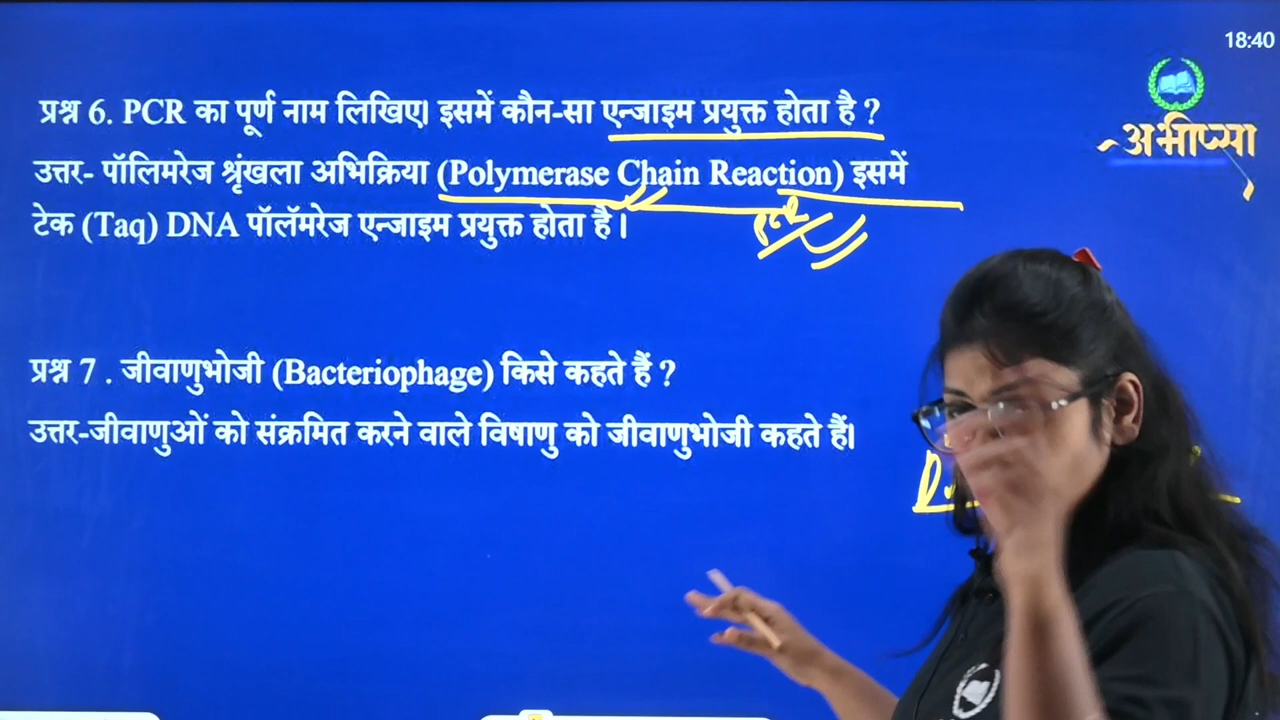 18:40
अभीप्सा
प्रश्न 6. PCR का पूर्ण नाम लिखिए। इसमें कौन-सा एन्जाइम प्रयुक्त होता है ?
उत्तर- पॉलिमरेज श्रृंखला अभिक्रिया (Polymerase Chain Reaction) इसमें
टेक (Taq) DNA पॉलॅमरेज एन्जाइम प्रयुक्त होता है।
PCR
प्रश्न 7 . जीवाणुभोजी (Bacteriophage) किसे कहते हैं ?
उत्तर-जीवाणुओं को संक्रमित करने वाले विषाणु को जीवाणुभोजी कहते हैं।